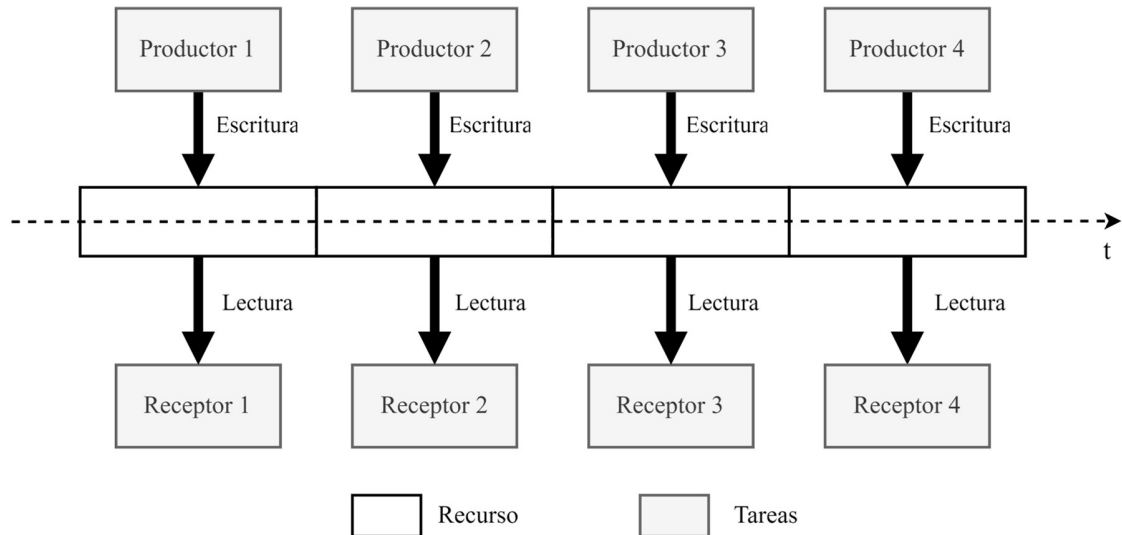 Productor 1
Productor 2
Productor 3
Productor 4
Escritura
Escritura
Escritura
Escritura
t
Lectura
Lectura
Lectura
Lectura
Receptor 1
Receptor 2
Receptor 3
Receptor 4
Recurso
Tareas